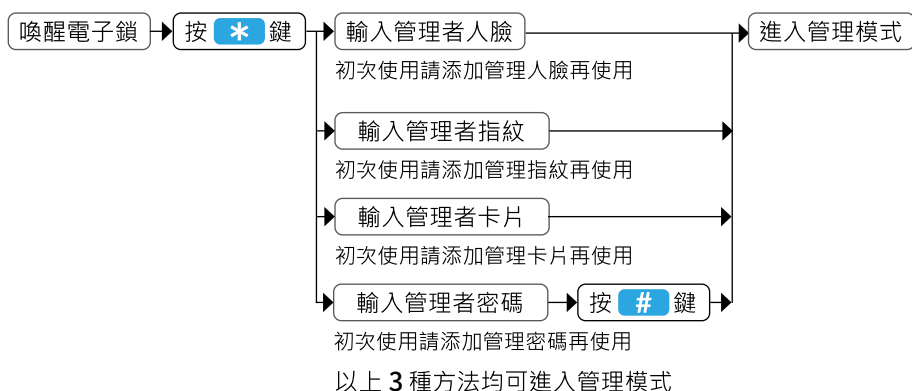 喚醒電子鎖 按 * 鍵 輸入管理者人臉 進入管理模式
初次使用請添加管理人臉再使用
輸入管理者指紋
初次使用請添加管理指紋再使用
輸入管理者卡片
初次使用請添加管理卡片再使用
輸入管理者密碼 按 # 鍵
初次使用請添加管理密碼再使用
以上 3 種方法均可進入管理模式